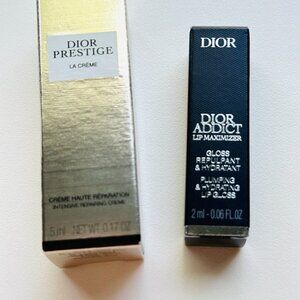 DIOR
PRESTIGE
LA CRÈME
CRÈME HAUTE RÉPARATION
INTENSIVE REPAIRING CREME
5 ml NET WT 0.17 OZ
DIOR
DIOR
ADDICT
LIP MAXIMIZER
GLOSS
REPULPANT
& HYDRATANT
PLUMPING
& HYDRATING
LIP GLOSS
2 ml - 0.06 FL.OZ